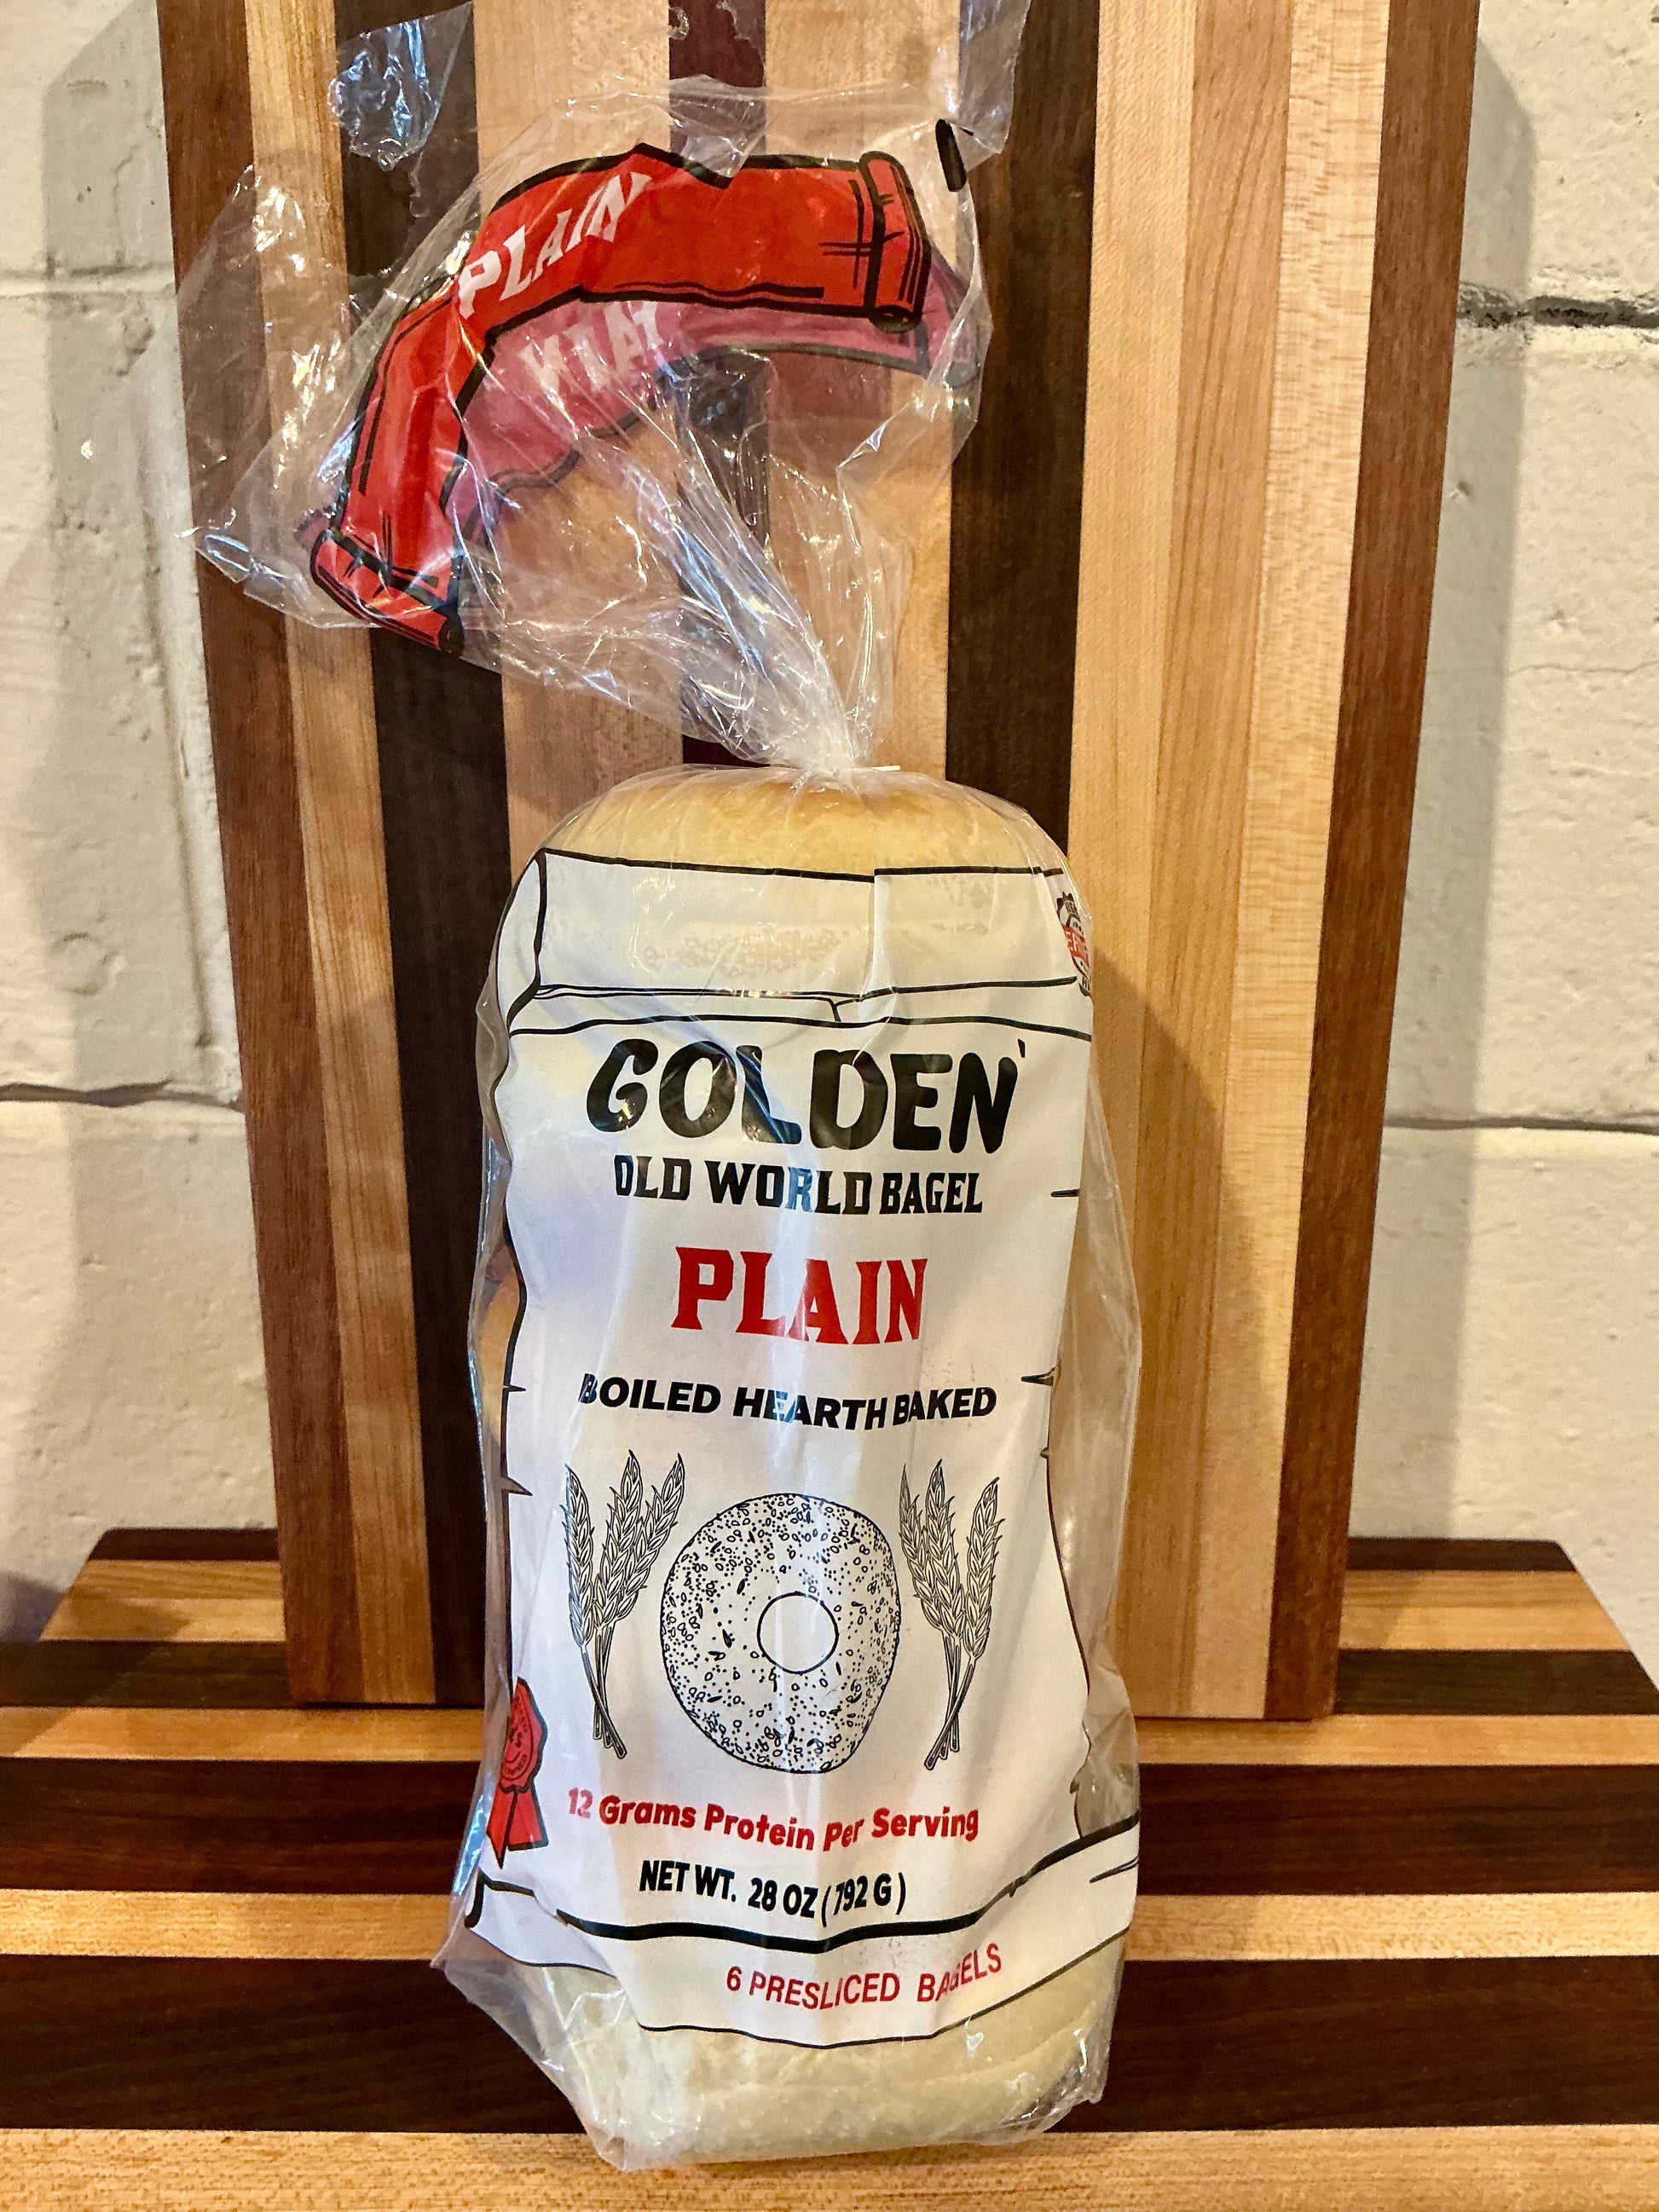 PLAIN
GOLDEN
OLD WORLD BAGEL
PLAIN
BOILED HEARTH BAKED
12 Grams Protein Per Serving
NET WT. 28 OZ (792 G)
6 PRESLICED BAGELS